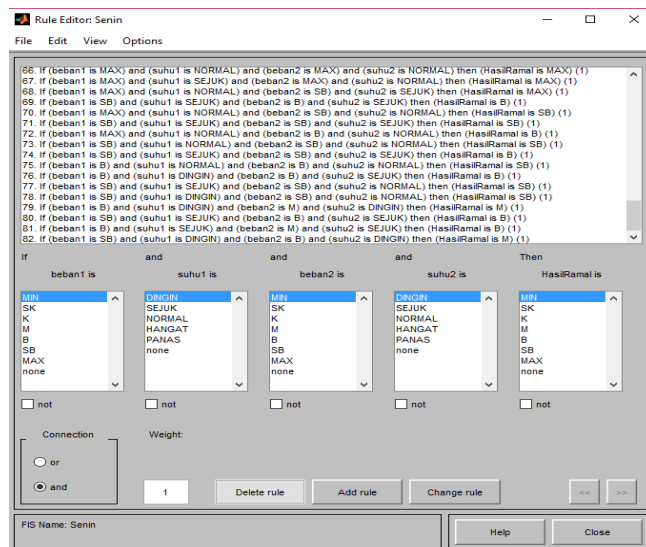 Rule Editor: Senin
File Edit View Options
66. If (beban1 is MAX) and (suhu1 is NORMAL) and (beban2 is MAX) and (suhu2 is NORMAL) then (HasilRamal is MAX) (1)
67. If (beban1 is MAX) and (suhu1 is SEJUK) and (beban2 is MAX) and (suhu2 is NORMAL) then (HasilRamal is MAX) (1)
68. If (beban1 is MAX) and (suhu1 is NORMAL) and (beban2 is SB) and (suhu2 is SEJUK) then (HasilRamal is MAX) (1)
69. If (beban1 is SB) and (suhu1 is SEJUK) and (beban2 is B) and (suhu2 is SEJUK) then (HasilRamal is B) (1)
70. If (beban1 is MAX) and (suhu1 is NORMAL) and (beban2 is SB) and (suhu2 is NORMAL) then (HasilRamal is SB) (1)
71. If (beban1 is SB) and (suhu1 is SEJUK) and (beban2 is SB) and (suhu2 is SEJUK) then (HasilRamal is SB) (1)
72. If (beban1 is MAX) and (suhu1 is NORMAL) and (beban2 is B) and (suhu2 is NORMAL) then (HasilRamal is B) (1)
73. If (beban1 is SB) and (suhu1 is NORMAL) and (beban2 is SB) and (suhu2 is NORMAL) then (HasilRamal is SB) (1)
74. If (beban1 is SB) and (suhu1 is SEJUK) and (beban2 is SB) and (suhu2 is SEJUK) then (HasilRamal is B) (1)
75. If (beban1 is B) and (suhu1 is NORMAL) and (beban2 is B) and (suhu2 is NORMAL) then (HasilRamal is SB) (1)
76. If (beban1 is B) and (suhu1 is DINGIN) and (beban2 is B) and (suhu2 is SEJUK) then (HasilRamal is B) (1)
77. If (beban1 is SB) and (suhu1 is SEJUK) and (beban2 is SB) and (suhu2 is NORMAL) then (HasilRamal is SB) (1)
78. If (beban1 is SB) and (suhu1 is DINGIN) and (beban2 is SB) and (suhu2 is NORMAL) then (HasilRamal is SB) (1)
79. If (beban1 is B) and (suhu1 is DINGIN) and (beban2 is M) and (suhu2 is DINGIN) then (HasilRamal is M) (1)
80. If (beban1 is SB) and (suhu1 is SEJUK) and (beban2 is B) and (suhu2 is SEJUK) then (HasilRamal is M) (1)
81. If (beban1 is B) and (suhu1 is SEJUK) and (beban2 is M) and (suhu2 is SEJUK) then (HasilRamal is B) (1)
82. If (beban1 is SB) and (suhu1 is DINGIN) and (beban2 is B) and (suhu2 is DINGIN) then (HasilRamal is M) (1)
If and and and Then
beban1 is suhu1 is beban2 is suhu2 is HasilRamal is
MIN DINGIN MIN DINGIN MIN
SK SEJUK SK SEJUK SK
K NORMAL K NORMAL K
M HANGAT M HANGAT M
B PANAS B PANAS B
SB none SB none SB
MAX MAX MAX
none none none
not not not not not
Connection Weight:
or
and 1 Delete rule Add rule Change rule << >>
FIS Name: Senin Help Close